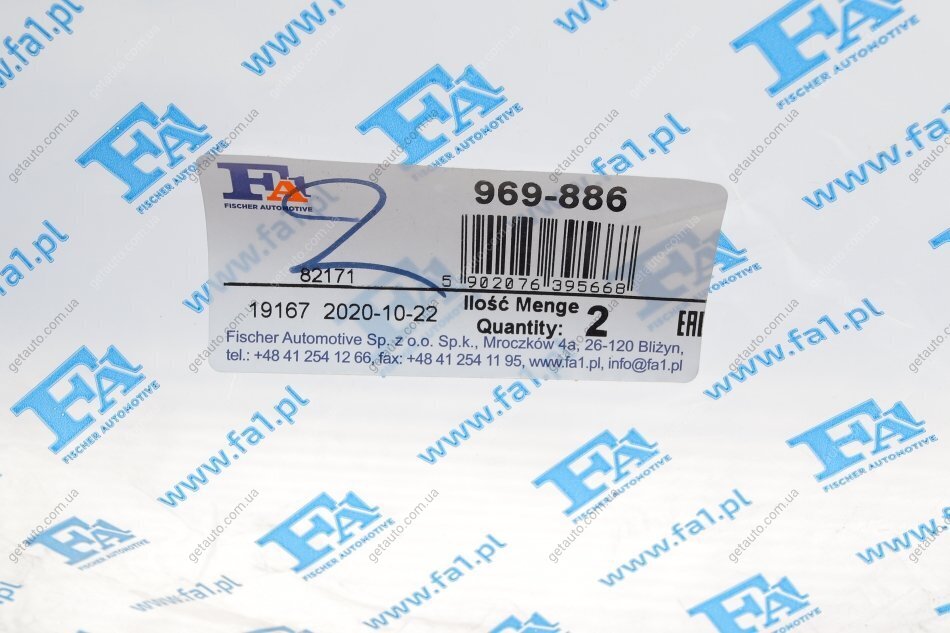 FA1
FISCHER AUTOMOTIVE
969-886
82171
5 902076 395668
19167 2020-10-22
Ilość Menge
Quantity: 2
EAC
Fischer Automotive Sp. z o.o. Sp.k., Mroczków 4a, 26-120 Bliżyn,
tel.: +48 41 254 12 66, fax: +48 41 254 11 95, www.fa1.pl, info@fa1.pl
www.fa1.pl
FA1
FISCHER AUTOMOTIVE
getauto.com.ua